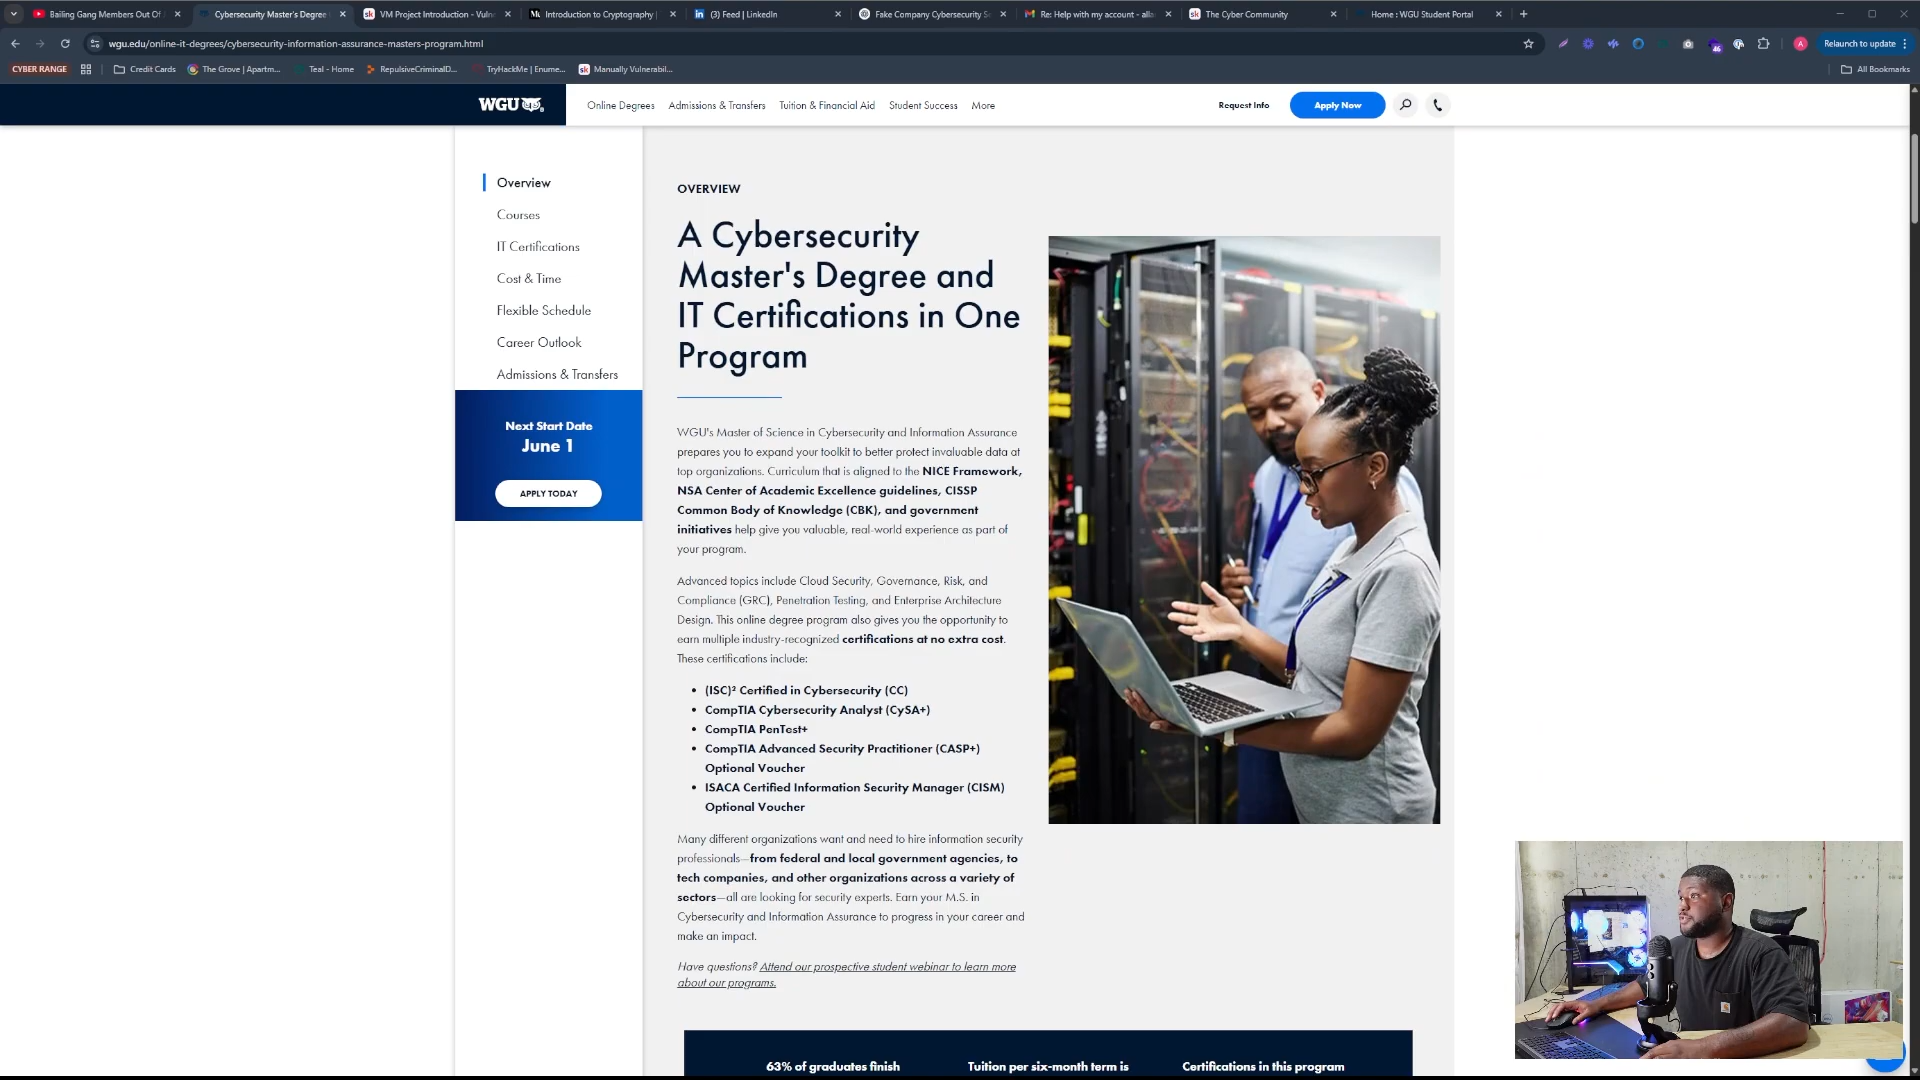 Bailing Gang Members Out Of
Cybersecurity Master's Degree
VM Project Introduction - Vuln
Introduction to Cryptography |
(3) Feed | LinkedIn
Fake Company Cybersecurity Se
Re: Help with my account - alla
The Cyber Community
Home : WGU Student Portal
wgu.edu/online-it-degrees/cybersecurity-information-assurance-masters-program.html
46
A
Relaunch to update
CYBER RANGE
Credit Cards
The Grove | Apartm...
Teal - Home
RepulsiveCriminalD...
TryHackMe | Enume...
Manually Vulnerabil...
All Bookmarks
WGU
Online Degrees
Admissions & Transfers
Tuition & Financial Aid
Student Success
More
Request Info
Apply Now
Overview
Courses
IT Certifications
Cost & Time
Flexible Schedule
Career Outlook
Admissions & Transfers
Next Start Date
June 1
APPLY TODAY
OVERVIEW
A Cybersecurity
Master's Degree and
IT Certifications in One
Program
WGU's Master of Science in Cybersecurity and Information Assurance
prepares you to expand your toolkit to better protect invaluable data at
top organizations. Curriculum that is aligned to the NICE Framework,
NSA Center of Academic Excellence guidelines, CISSP
Common Body of Knowledge (CBK), and government
initiatives help give you valuable, real-world experience as part of
your program.
Advanced topics include Cloud Security, Governance, Risk, and
Compliance (GRC), Penetration Testing, and Enterprise Architecture
Design. This online degree program also gives you the opportunity to
earn multiple industry-recognized certifications at no extra cost.
These certifications include:
• (ISC)² Certified in Cybersecurity (CC)
• CompTIA Cybersecurity Analyst (CySA+)
• CompTIA PenTest+
• CompTIA Advanced Security Practitioner (CASP+)
Optional Voucher
• ISACA Certified Information Security Manager (CISM)
Optional Voucher
Many different organizations want and need to hire information security
professionals—from federal and local government agencies, to
tech companies, and other organizations across a variety of
sectors—all are looking for security experts. Earn your M.S. in
Cybersecurity and Information Assurance to progress in your career and
make an impact.
Have questions? Attend our prospective student webinar to learn more
about our programs.
63% of graduates finish
Tuition per six-month term is
Certifications in this program